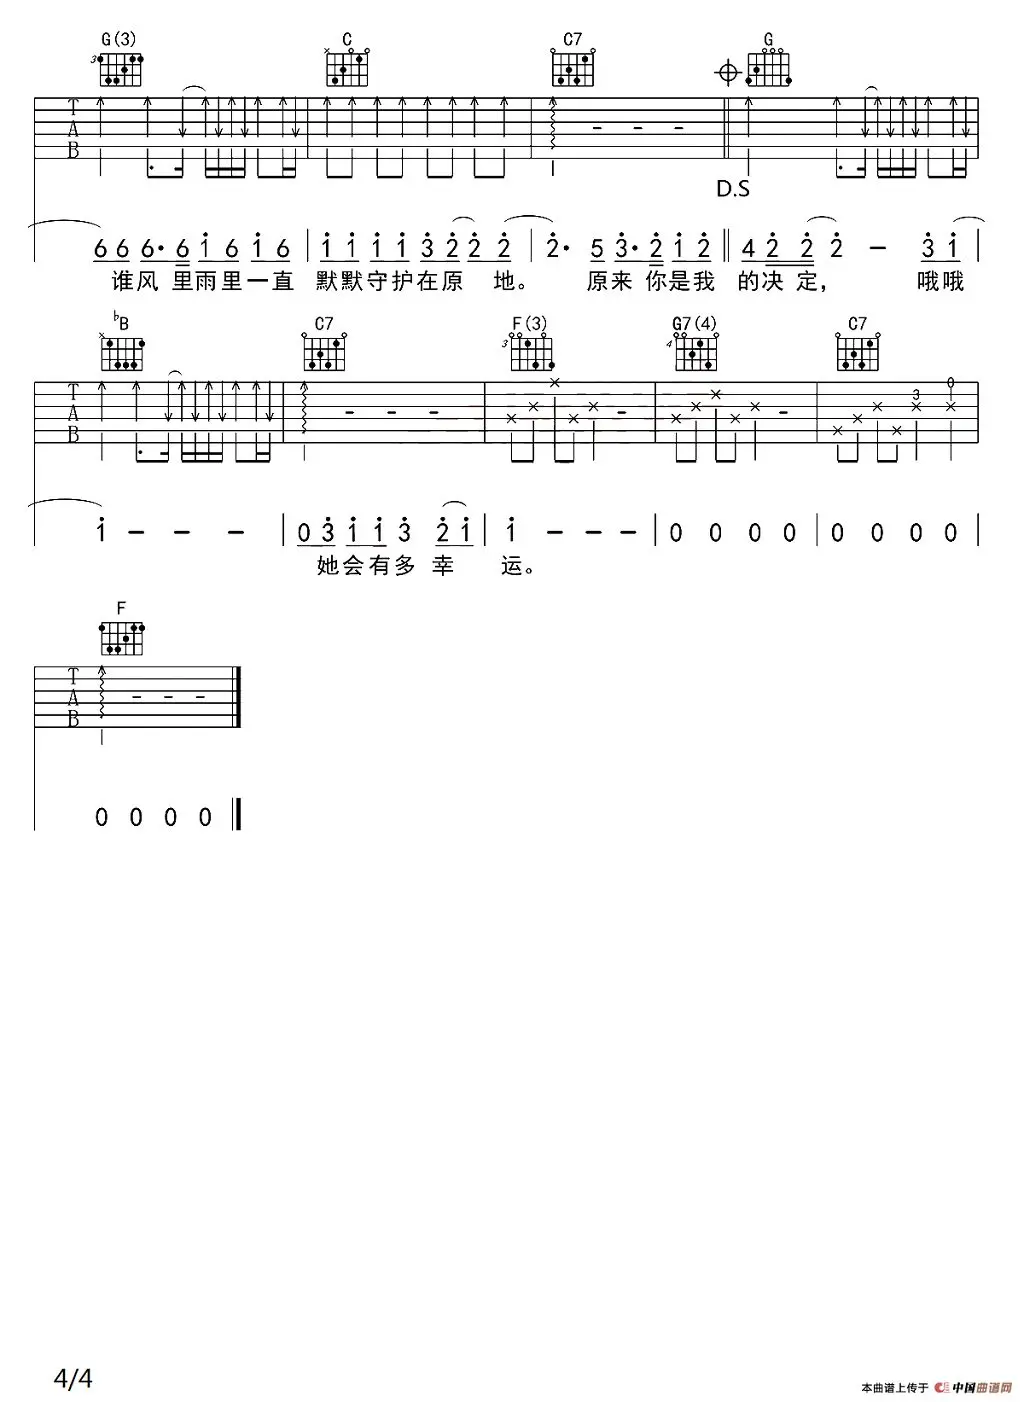 G(3) C C7 G
3
T A B
D.S
6 6 6· 6 1 6 1 6 | 1 1 1 1 3 2 2 2 | 2· 5 3· 2 1 2 || 4 2 2 2 － 3 1 |
谁风 里雨里一直 默默守护在原 地。 原来 你是我 的决 定， 哦哦
♭B C7 F(3) G7(4) C7
3 4
T A B 3 0
1 － － － | 0 3 1 1 3 2 1 | 1 － － － | 0 0 0 0 | 0 0 0 0 |
她会有多 幸 运。
F
T A B
0 0 0 0
4/4
本曲谱上传于 中国曲谱网